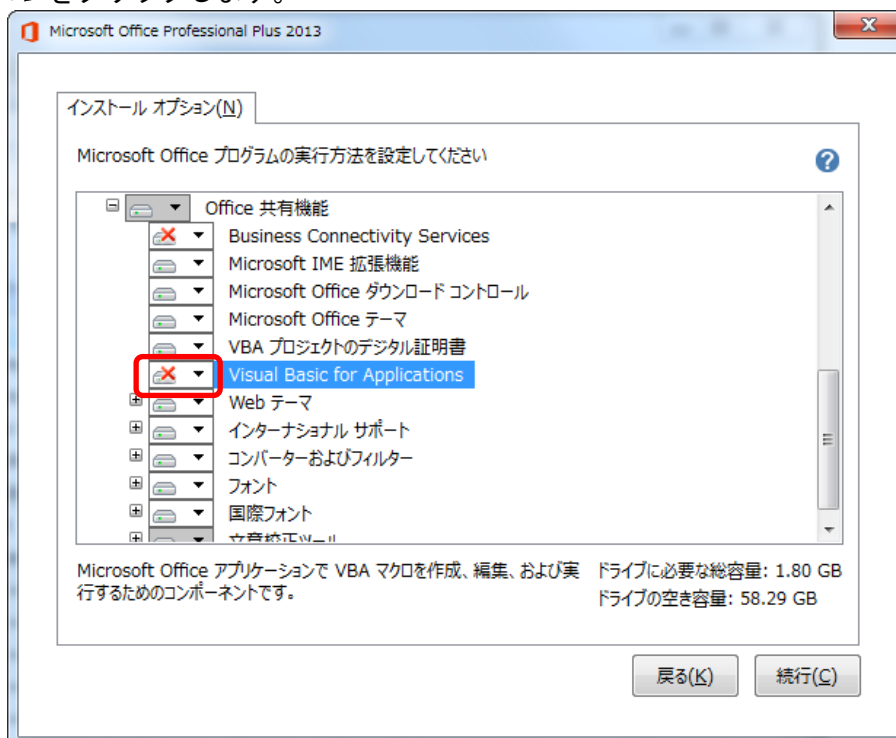 Microsoft Office Professional Plus 2013
インストール オプション(N)
Microsoft Office プログラムの実行方法を設定してください
Office 共有機能
Business Connectivity Services
Microsoft IME 拡張機能
Microsoft Office ダウンロード コントロール
Microsoft Office テーマ
VBA プロジェクトのデジタル証明書
Visual Basic for Applications
Web テーマ
インターナショナル サポート
コンバーターおよびフィルター
フォント
国際フォント
文章校正ツール
Microsoft Office アプリケーションで VBA マクロを作成、編集、および実
行するためのコンポーネントです。
ドライブに必要な総容量: 1.80 GB
ドライブの空き容量: 58.29 GB
戻る(K)
続行(C)